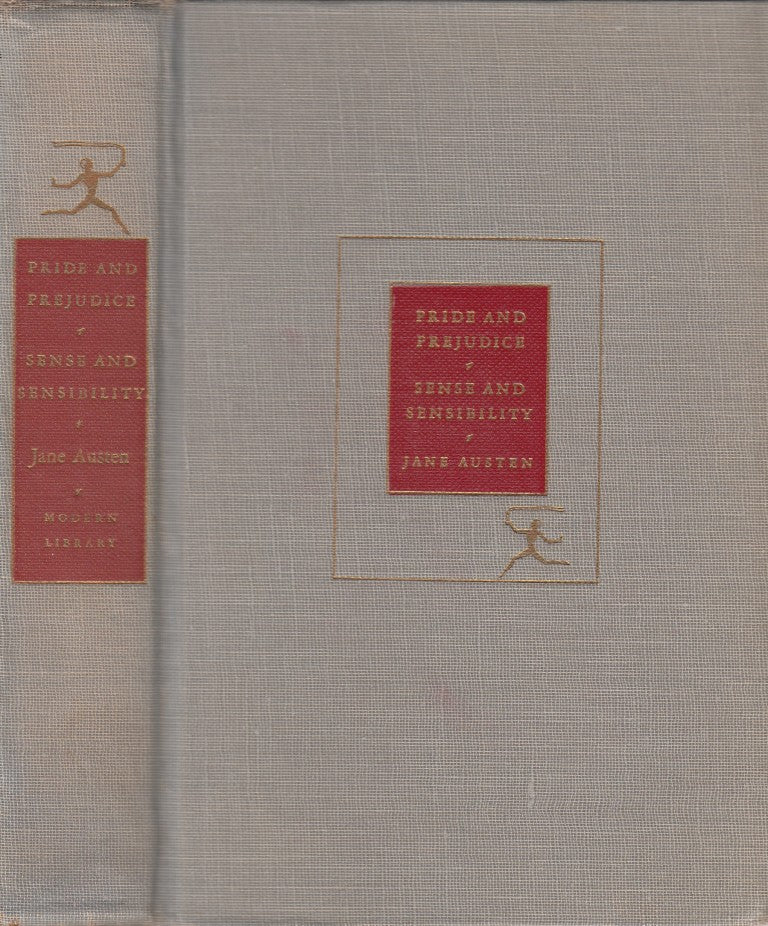 PRIDE AND
PREJUDICE
SENSE AND
SENSIBILITY
Jane Austen
MODERN
LIBRARY
PRIDE AND
PREJUDICE
SENSE AND
SENSIBILITY
JANE AUSTEN